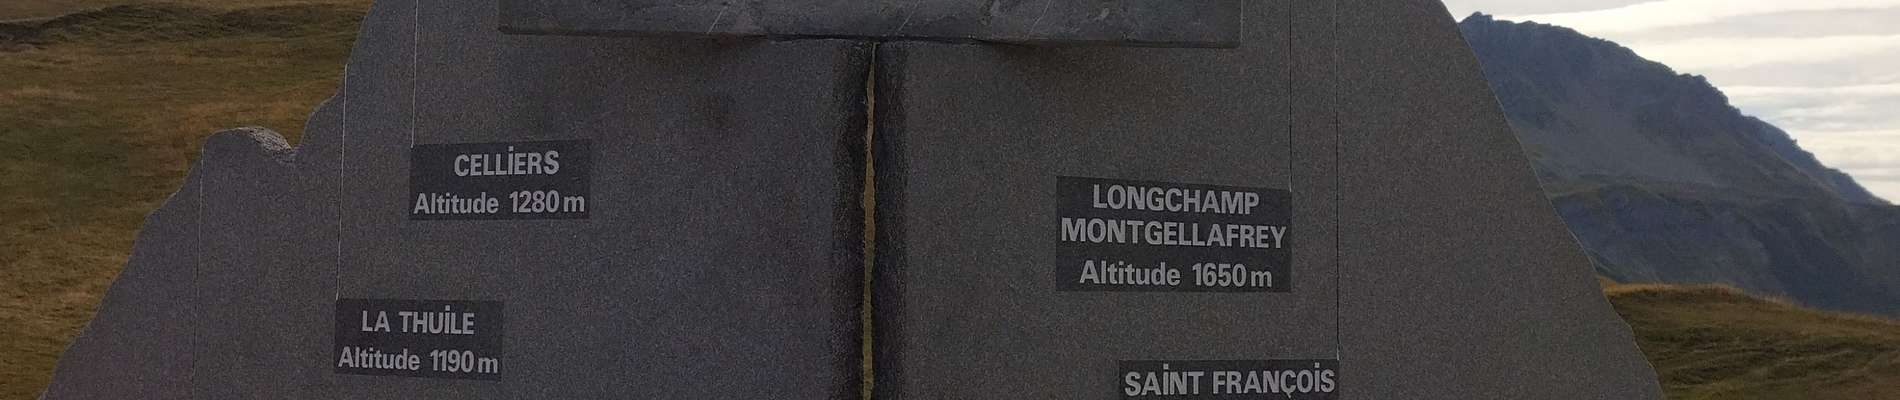 CELLiERS
Altitude 1280 m
LONGCHAMP
MONTGELLAFREY
Altitude 1650 m
LA THUiLE
Altitude 1190 m
SAiNT FRANÇOiS